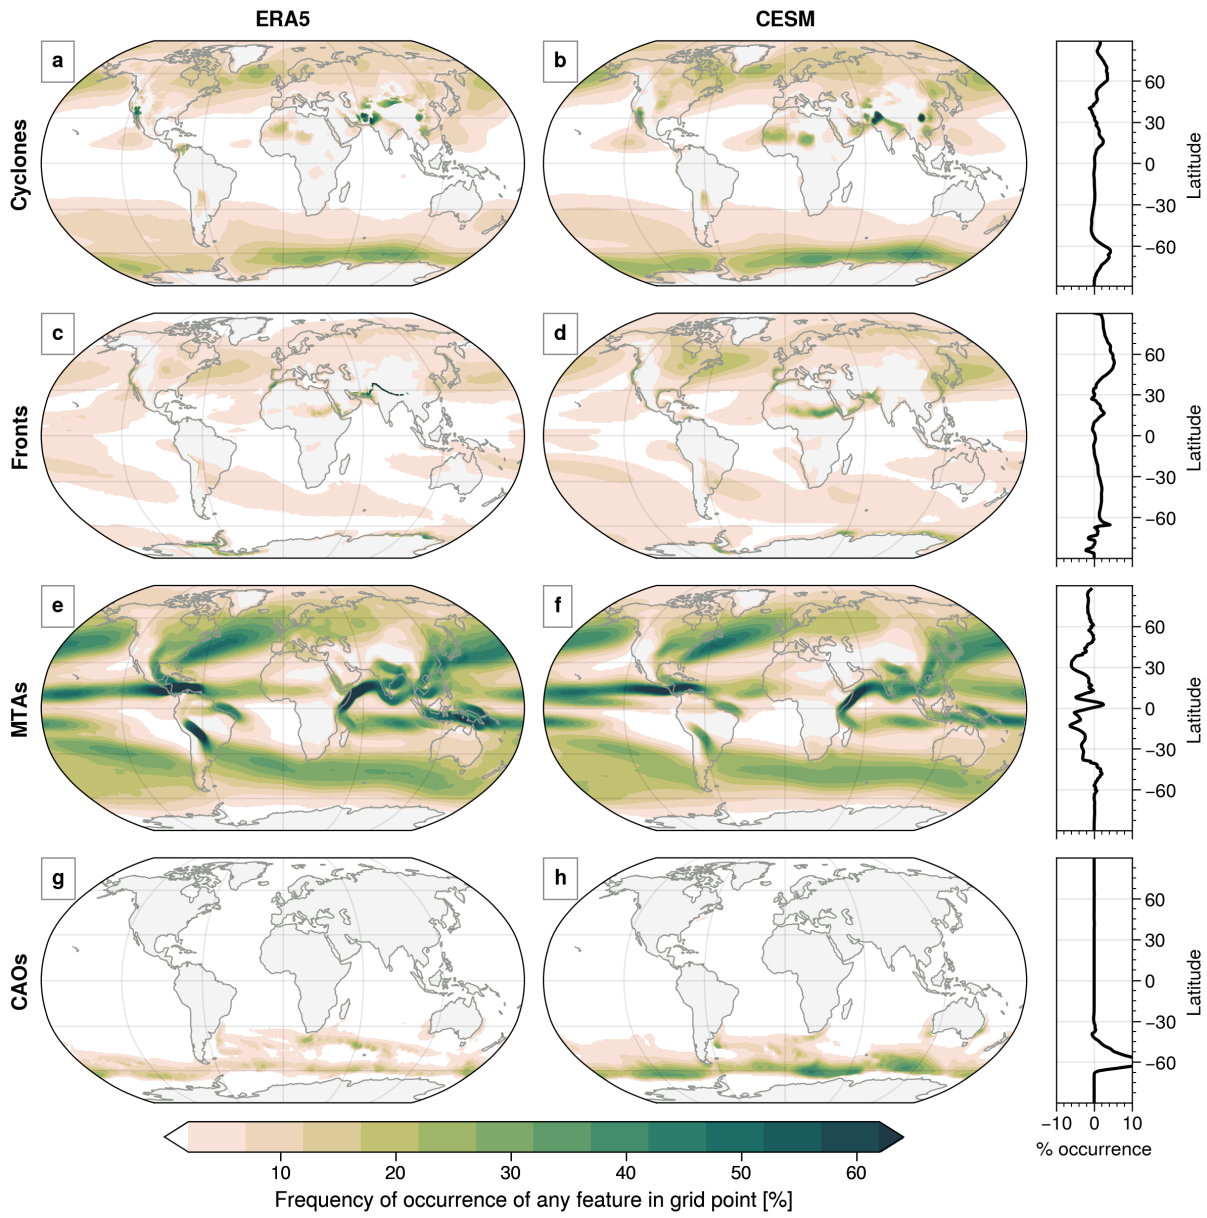 ERA5
CESM
a
b
Cyclones
60
30
0
−30
−60
Latitude
c
d
Fronts
60
30
0
−30
−60
Latitude
e
f
MTAs
60
30
0
−30
−60
Latitude
g
h
CAOs
60
30
0
−30
−60
Latitude
−10 0 10
% occurrence
10 20 30 40 50 60
Frequency of occurrence of any feature in grid point [%]